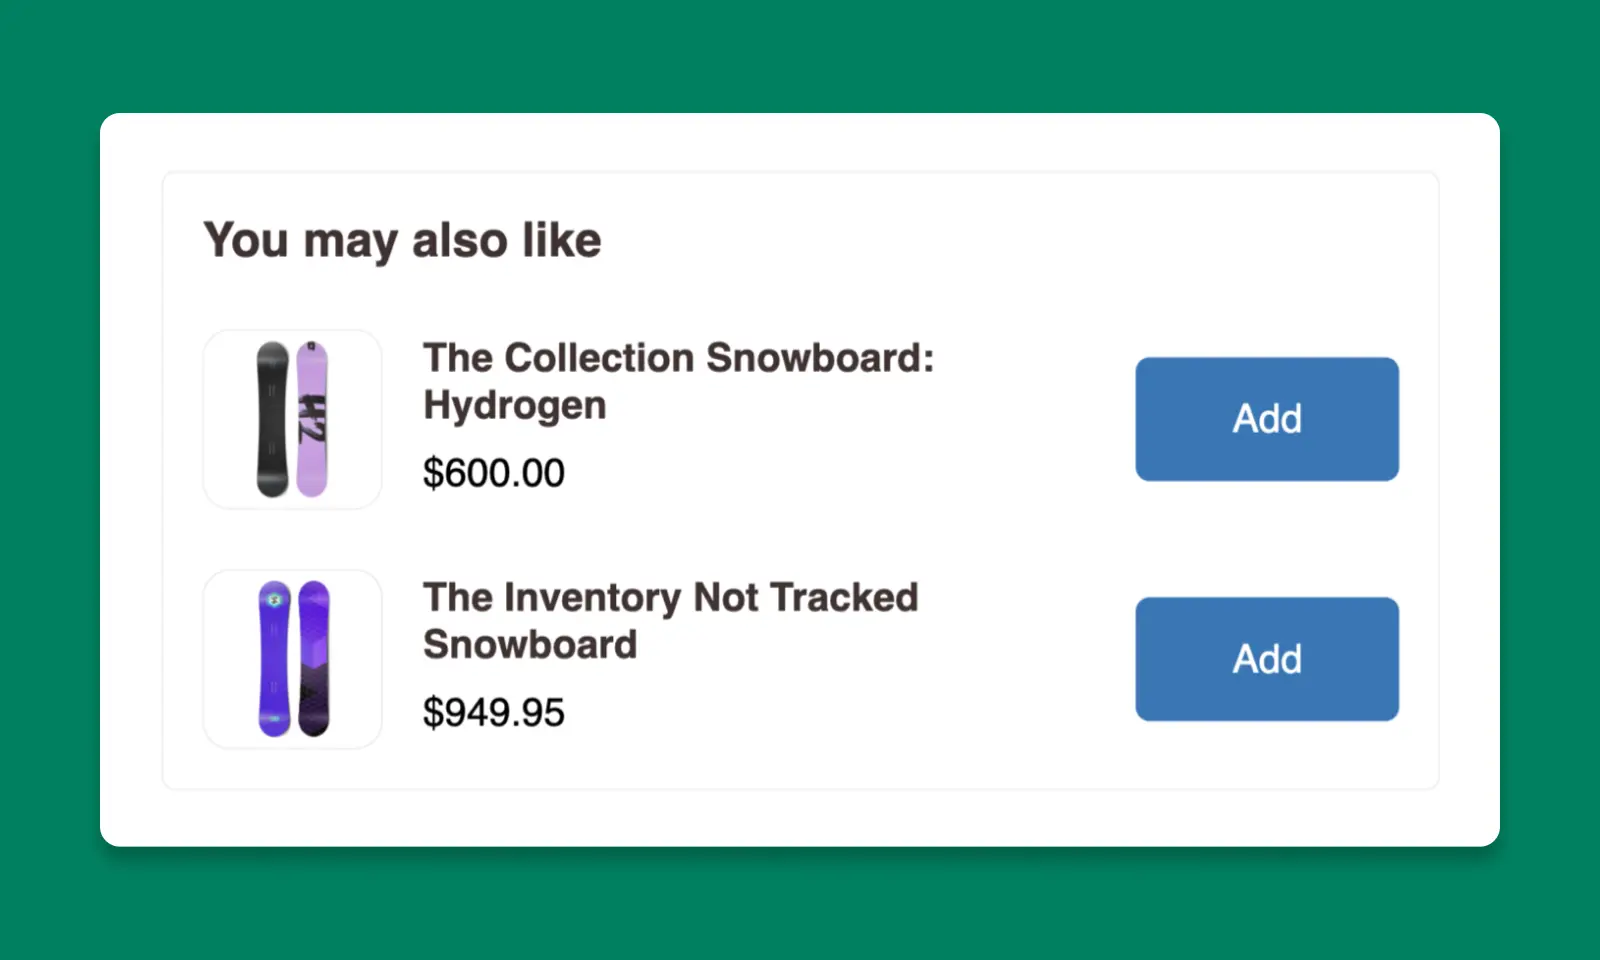 You may also like
The Collection Snowboard:
Hydrogen
$600.00
Add
The Inventory Not Tracked
Snowboard
$949.95
Add